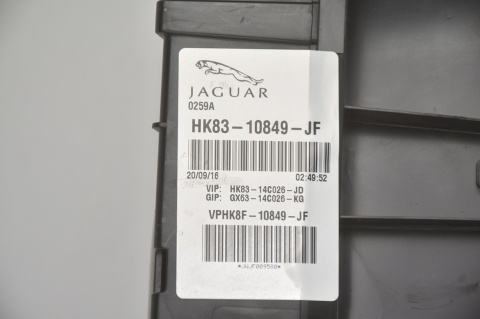 JAGUAR
0259A
HK83-10849-JF
20/09/16 02:49:52
VIP: HK83-14C026-JD
GIP: GX63-14C026-KG
VPHK8F-10849-JF